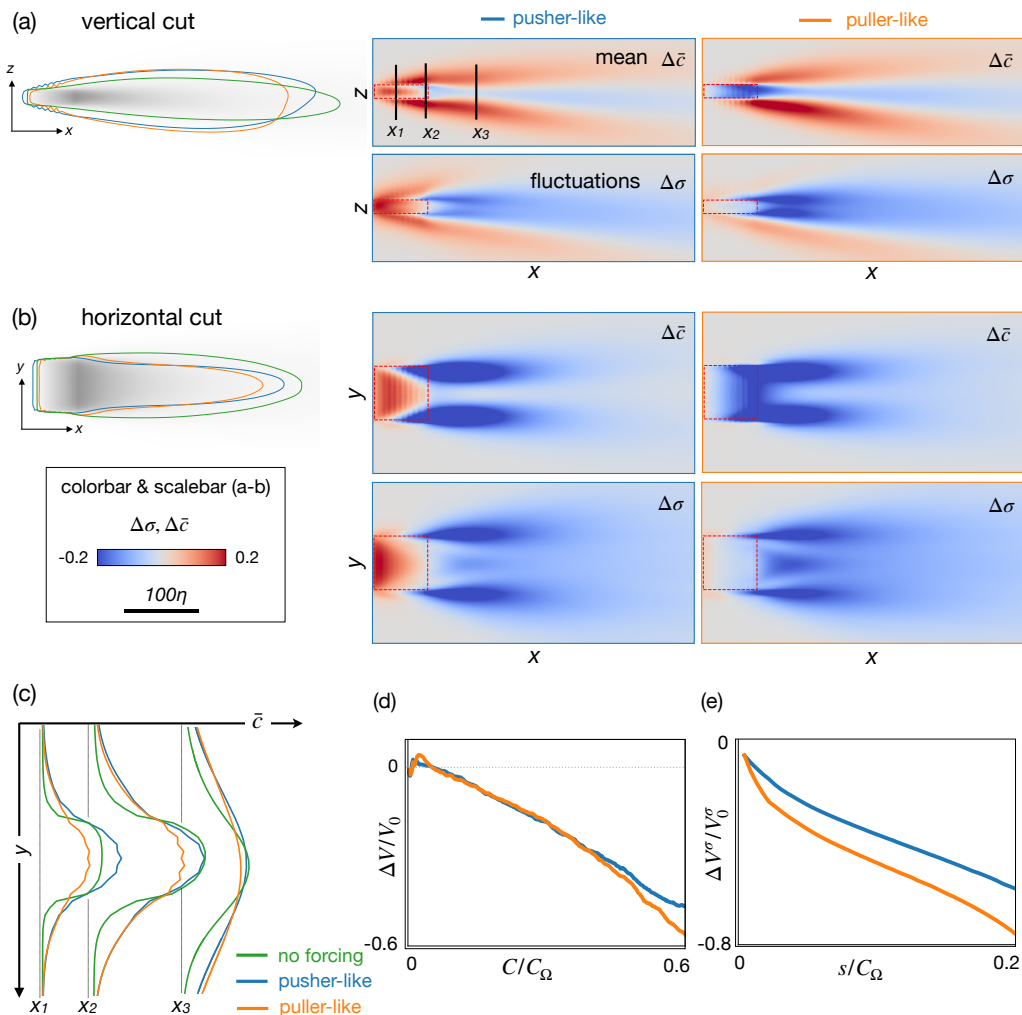 (a)
vertical cut
pusher-like
puller-like
z
x
mean
Δc̄
z
x₁
x₂
x₃
Δc̄
fluctuations
Δσ
z
x
Δσ
x
(b)
horizontal cut
y
x
Δc̄
y
Δc̄
colorbar & scalebar (a-b)
Δσ, Δc̄
-0.2
0.2
100η
Δσ
y
x
Δσ
x
(c)
c̄
y
x₁
x₂
x₃
no forcing
pusher-like
puller-like
(d)
0
ΔV/V₀
-0.6
0
C/C_Ω
0.6
(e)
0
ΔV^σ/V₀^σ
-0.8
0
s/C_Ω
0.2